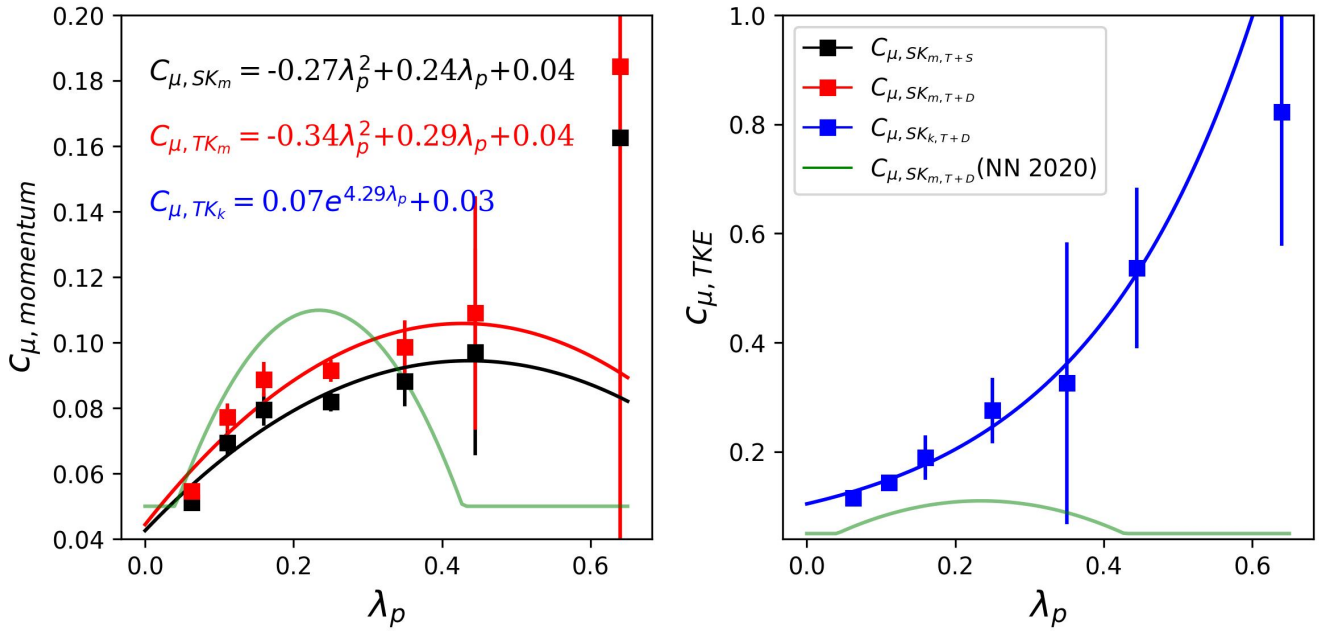 0.20
0.18
0.16
0.14
0.12
0.10
0.08
0.06
0.04
C_{μ, momentum}
C_{μ, SK_m} = -0.27λ_p^2+0.24λ_p+0.04
C_{μ, TK_m} = -0.34λ_p^2+0.29λ_p+0.04
C_{μ, TK_k} = 0.07e^{4.29λ_p}+0.03
0.0 0.2 0.4 0.6
λ_p
1.0
0.8
0.6
0.4
0.2
C_{μ, TKE}
C_{μ, SK_{m, T+S}}
C_{μ, SK_{m, T+D}}
C_{μ, SK_{k, T+D}}
C_{μ, SK_{m, T+D}}(NN 2020)
0.0 0.2 0.4 0.6
λ_p